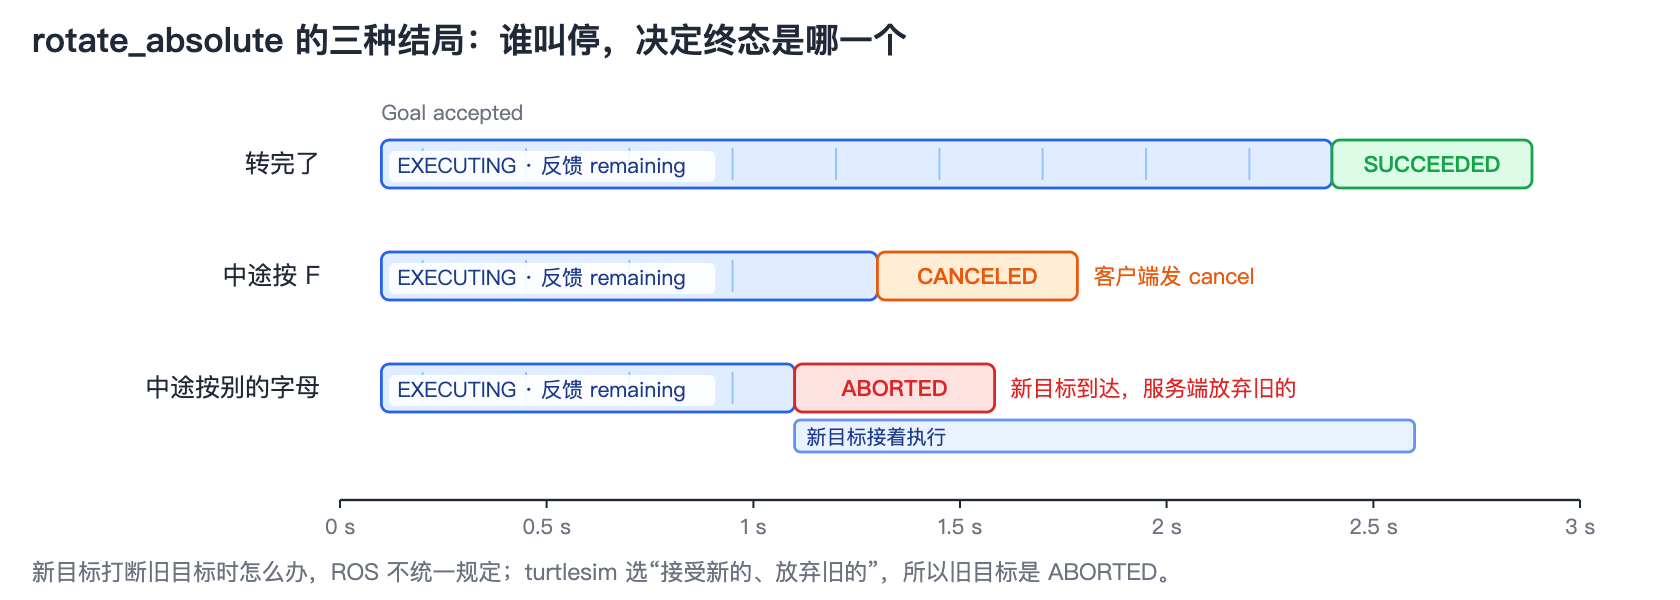 rotate_absolute 的三种结局：谁叫停，决定终态是哪一个
Goal accepted
转完了
EXECUTING · 反馈 remaining
SUCCEEDED
中途按 F
EXECUTING · 反馈 remaining
CANCELED
客户端发 cancel
中途按别的字母
EXECUTING · 反馈 remaining
ABORTED
新目标到达，服务端放弃旧的
新目标接着执行
0 s
0.5 s
1 s
1.5 s
2 s
2.5 s
3 s
新目标打断旧目标时怎么办，ROS 不统一规定；turtlesim 选“接受新的、放弃旧的”，所以旧目标是 ABORTED。